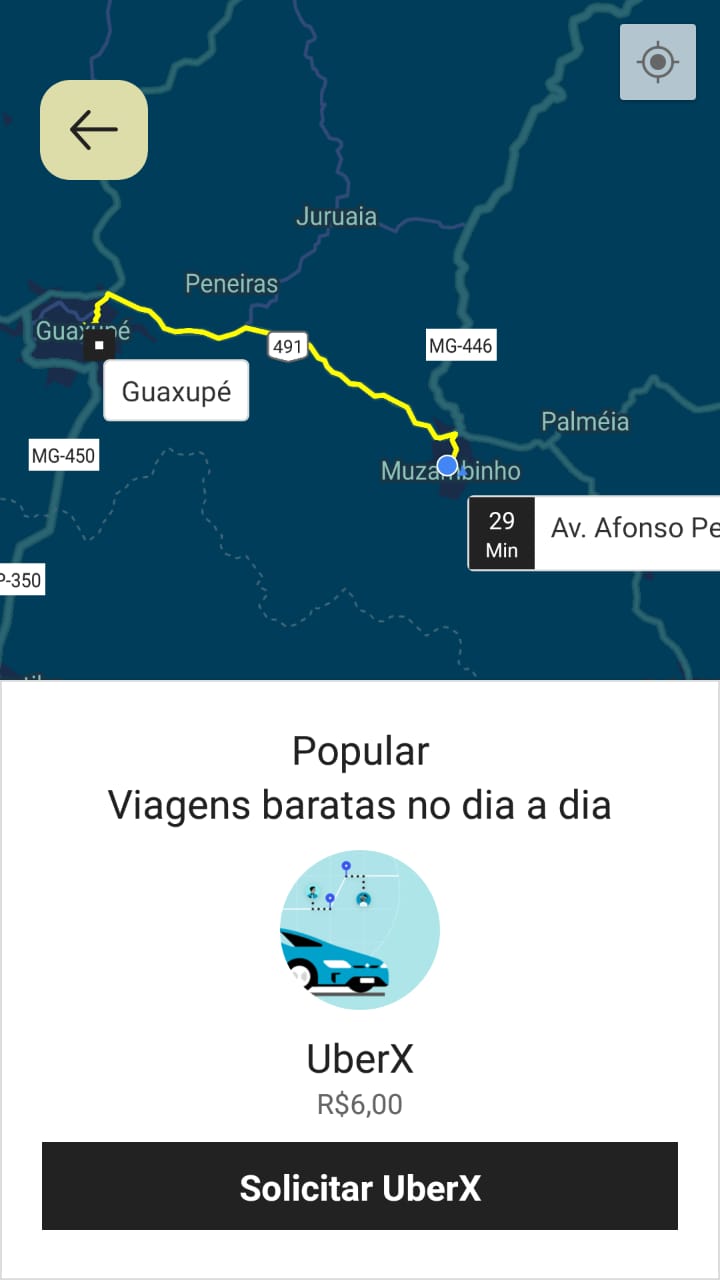 Juruaia
Peneiras
Guaxupé
491
MG-446
Guaxupé
Palméia
MG-450
Muzambinho
29
Min
Av. Afonso Pe
P-350
Popular
Viagens baratas no dia a dia
UberX
R$6,00
Solicitar UberX